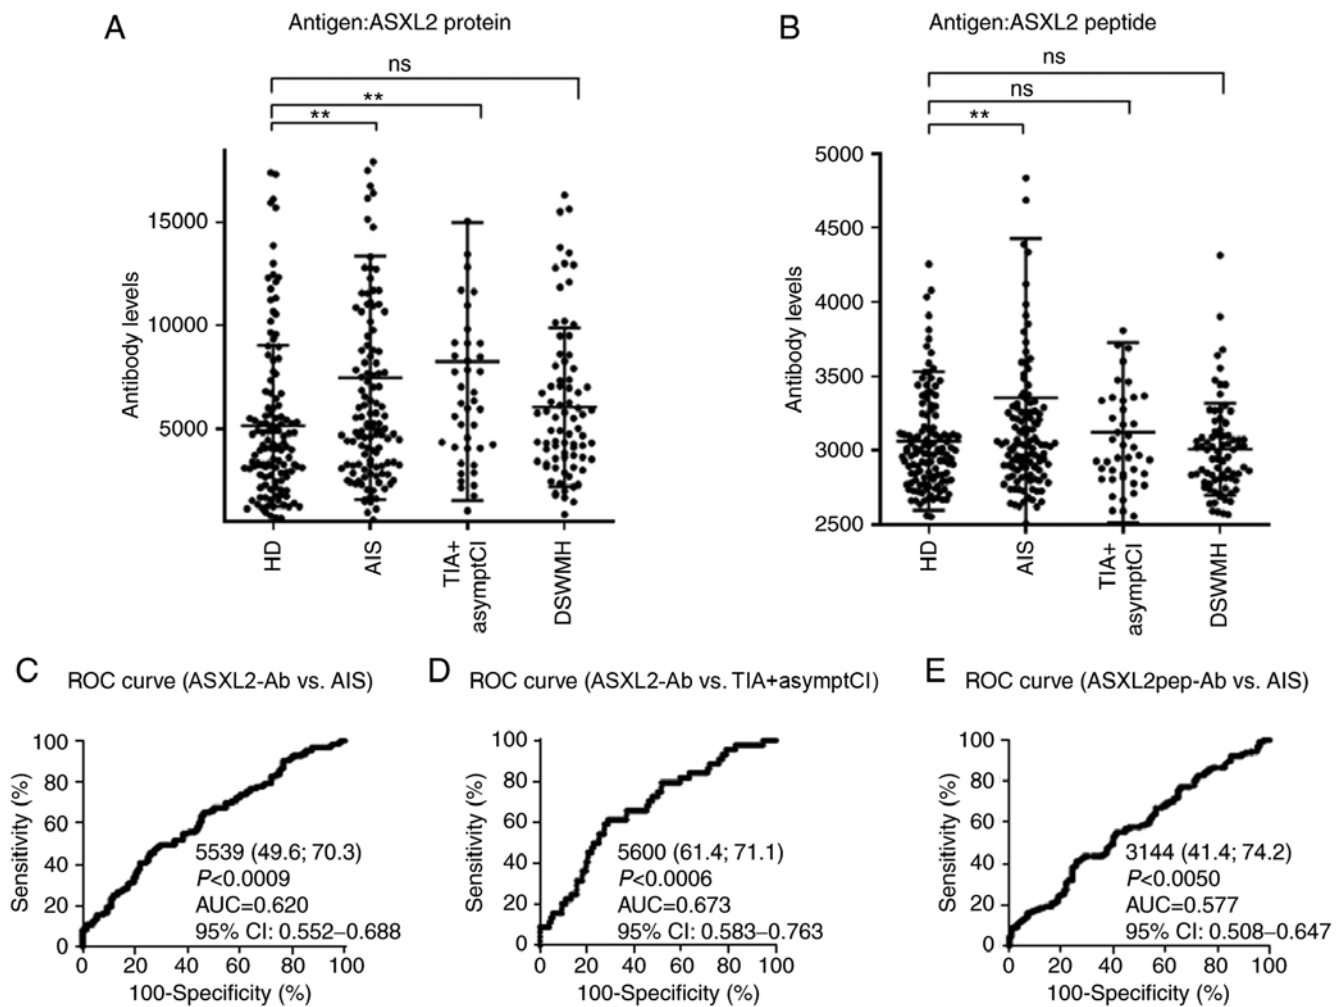 A
Antigen:ASXL2 protein
ns
**
**
Antibody levels
15000
10000
5000
HD
AIS
TIA+
asymptCI
DSWMH
B
Antigen:ASXL2 peptide
ns
ns
**
Antibody levels
5000
4500
4000
3500
3000
2500
HD
AIS
TIA+
asymptCI
DSWMH
C
ROC curve (ASXL2-Ab vs. AIS)
Sensitivity (%)
100
80
60
40
20
0
5539 (49.6; 70.3)
P<0.0009
AUC=0.620
95% CI: 0.552–0.688
0 20 40 60 80 100
100-Specificity (%)
D
ROC curve (ASXL2-Ab vs. TIA+asymptCI)
Sensitivity (%)
100
80
60
40
20
0
5600 (61.4; 71.1)
P<0.0006
AUC=0.673
95% CI: 0.583–0.763
0 20 40 60 80 100
100-Specificity (%)
E
ROC curve (ASXL2pep-Ab vs. AIS)
Sensitivity (%)
100
80
60
40
20
0
3144 (41.4; 74.2)
P<0.0050
AUC=0.577
95% CI: 0.508–0.647
0 20 40 60 80 100
100-Specificity (%)